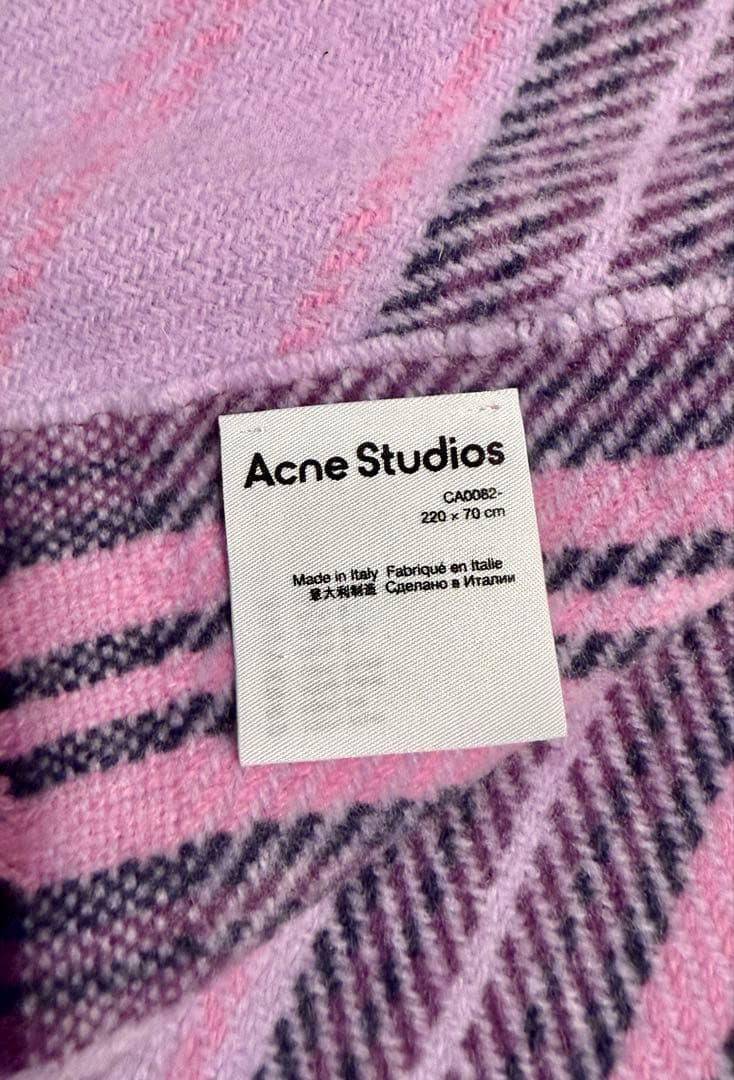 Acne Studios
CA0082-
220 × 70 cm
Made in Italy Fabriqué en Italie
意大利制造 Сделано в Италии